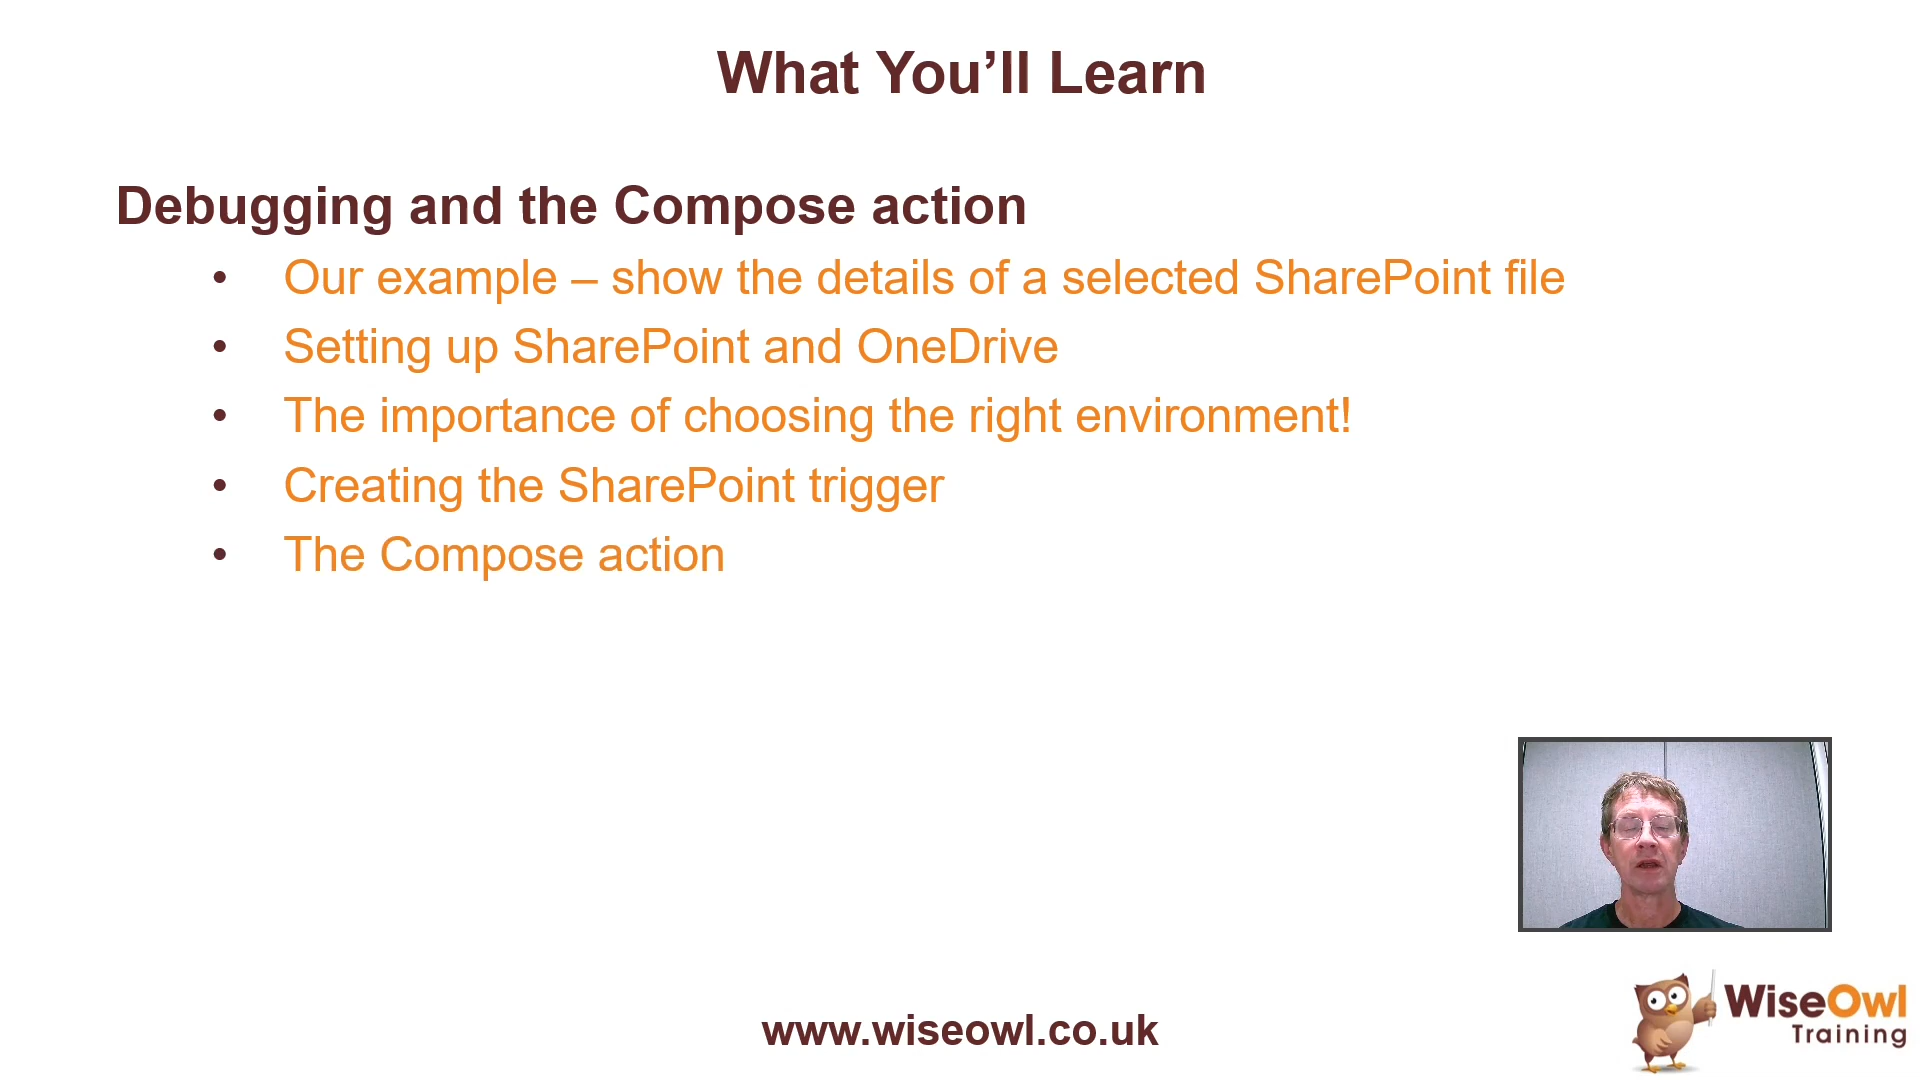 What You’ll Learn
Debugging and the Compose action
• Our example – show the details of a selected SharePoint file
• Setting up SharePoint and OneDrive
• The importance of choosing the right environment!
• Creating the SharePoint trigger
• The Compose action
www.wiseowl.co.uk
WiseOwl
Training